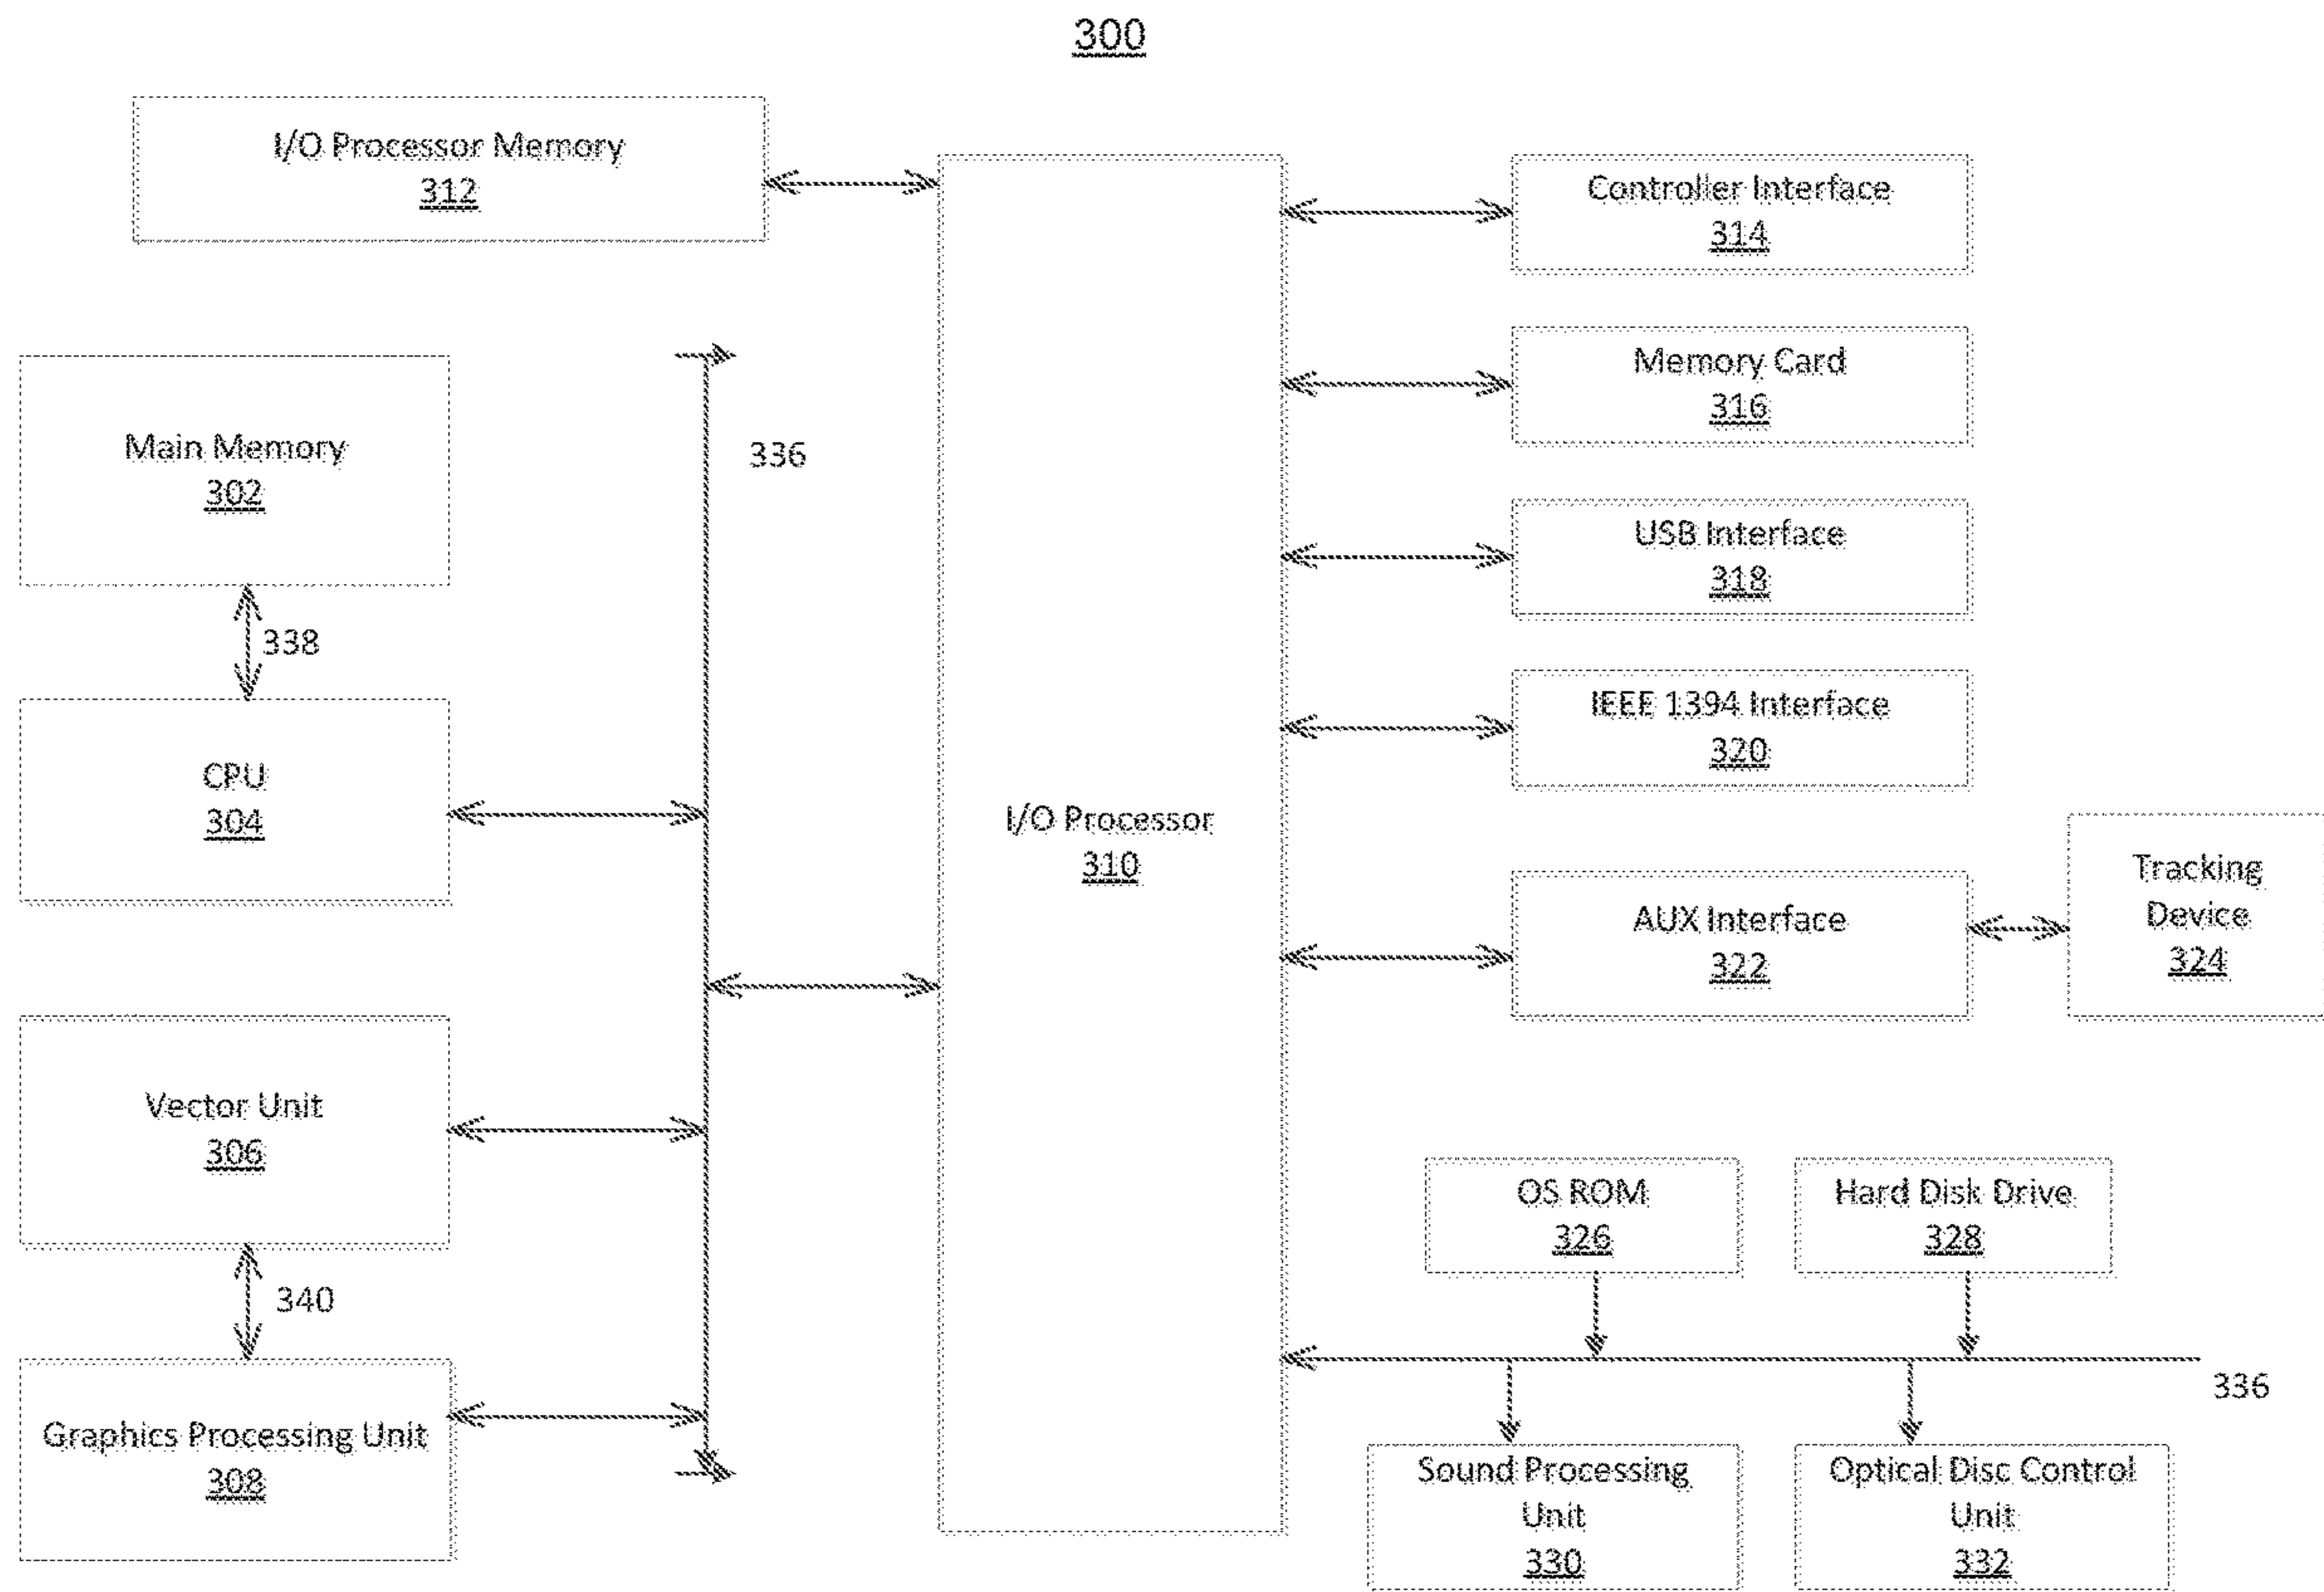 300
I/O Processor Memory
312
Controller Interface
314
Memory Card
316
Main Memory
302
336
USB Interface
318
338
IEEE 1394 Interface
320
CPU
304
I/O Processor
310
AUX Interface
322
Tracking
Device
324
Vector Unit
306
OS ROM
326
Hard Disk Drive
328
340
336
Graphics Processing Unit
308
Sound Processing
Unit
330
Optical Disc Control
Unit
332